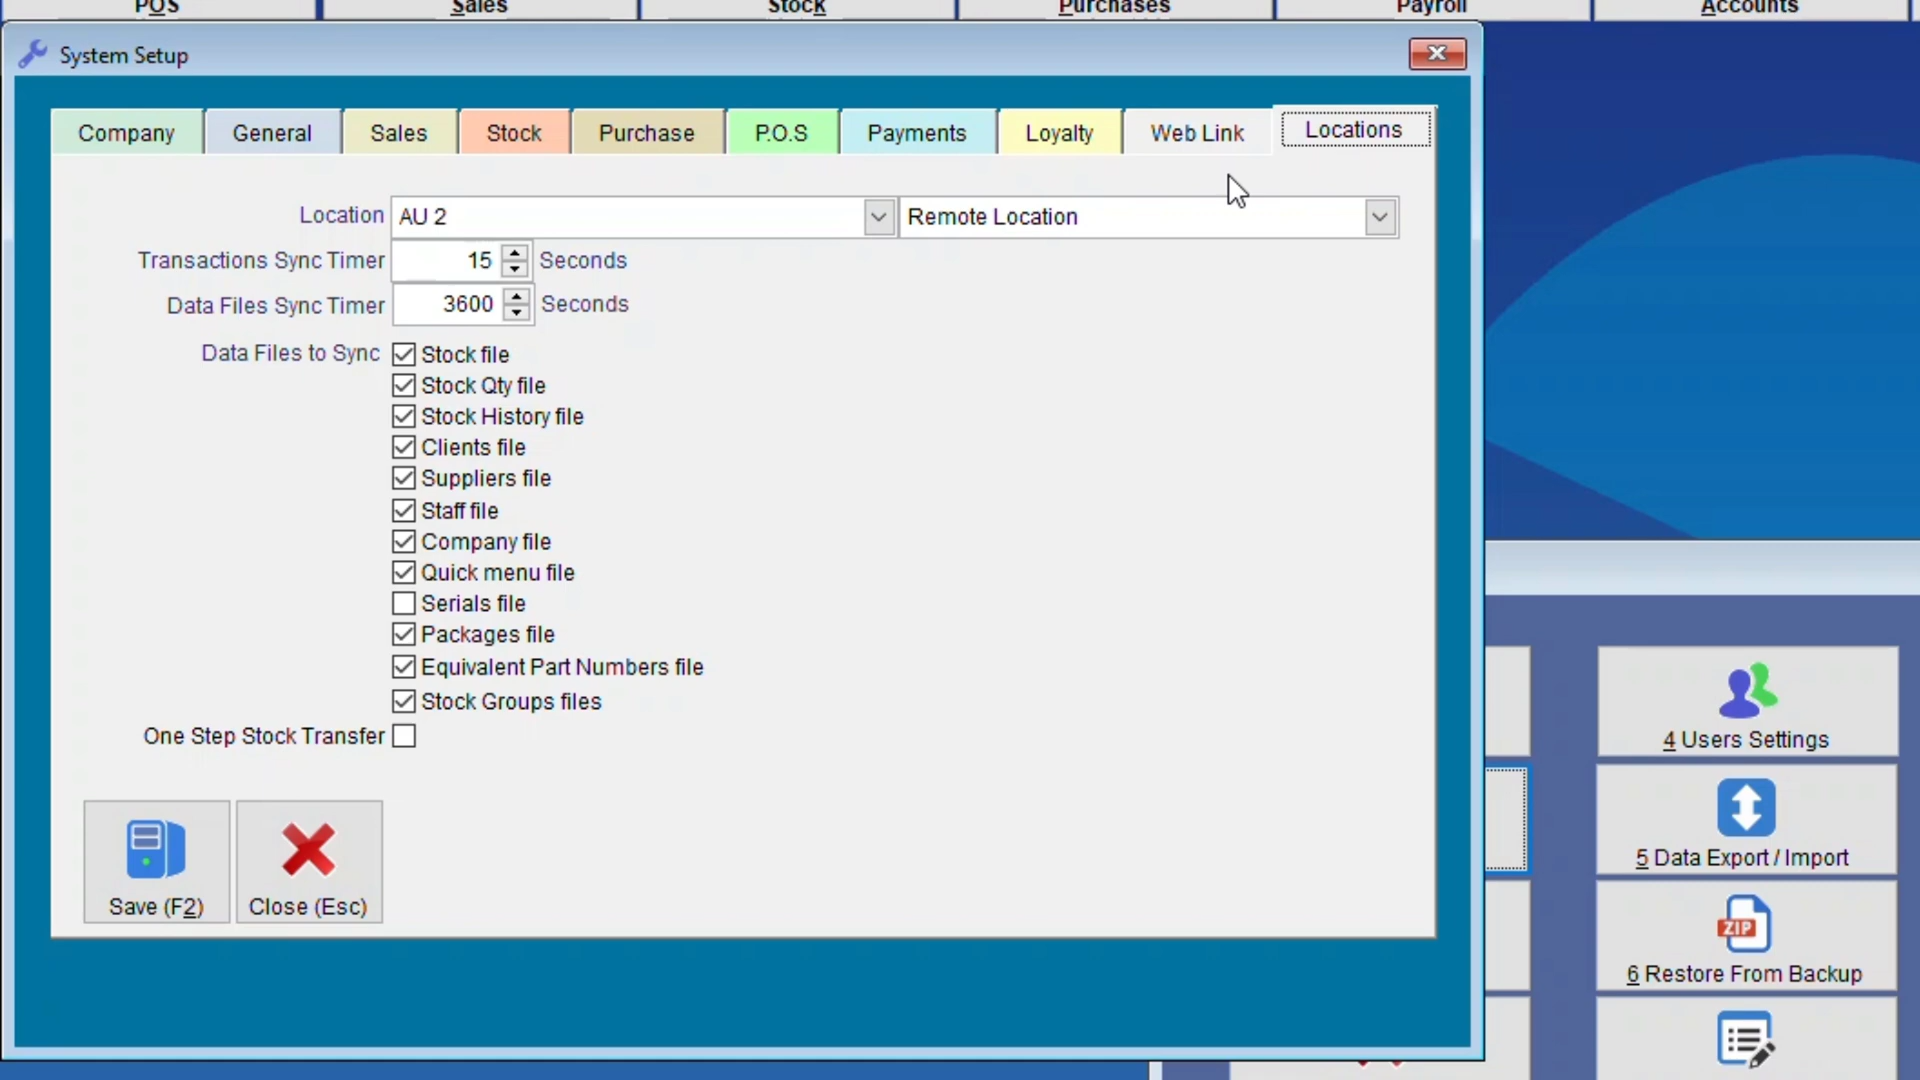 POS
Sales
Stock
Purchases
Payroll
Accounts
System Setup
Company
General
Sales
Stock
Purchase
P.O.S
Payments
Loyalty
Web Link
Locations
Location AU 2 Remote Location
Transactions Sync Timer 15 Seconds
Data Files Sync Timer 3600 Seconds
Data Files to Sync Stock file
Stock Qty file
Stock History file
Clients file
Suppliers file
Staff file
Company file
Quick menu file
Serials file
Packages file
Equivalent Part Numbers file
Stock Groups files
One Step Stock Transfer
Save (F2)
Close (Esc)
4 Users Settings
5 Data Export / Import
ZIP
6 Restore From Backup